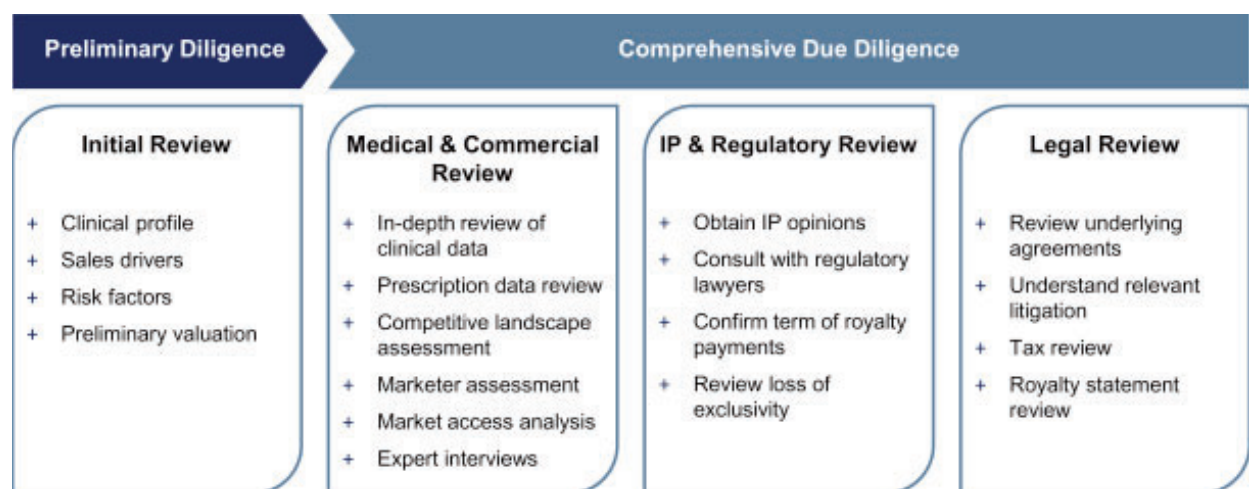 Preliminary Diligence
Comprehensive Due Diligence
Initial Review
+ Clinical profile
+ Sales drivers
+ Risk factors
+ Preliminary valuation
Medical & Commercial
Review
+ In-depth review of
clinical data
+ Prescription data review
+ Competitive landscape
assessment
+ Marketer assessment
+ Market access analysis
+ Expert interviews
IP & Regulatory Review
+ Obtain IP opinions
+ Consult with regulatory
lawyers
+ Confirm term of royalty
payments
+ Review loss of
exclusivity
Legal Review
+ Review underlying
agreements
+ Understand relevant
litigation
+ Tax review
+ Royalty statement
review